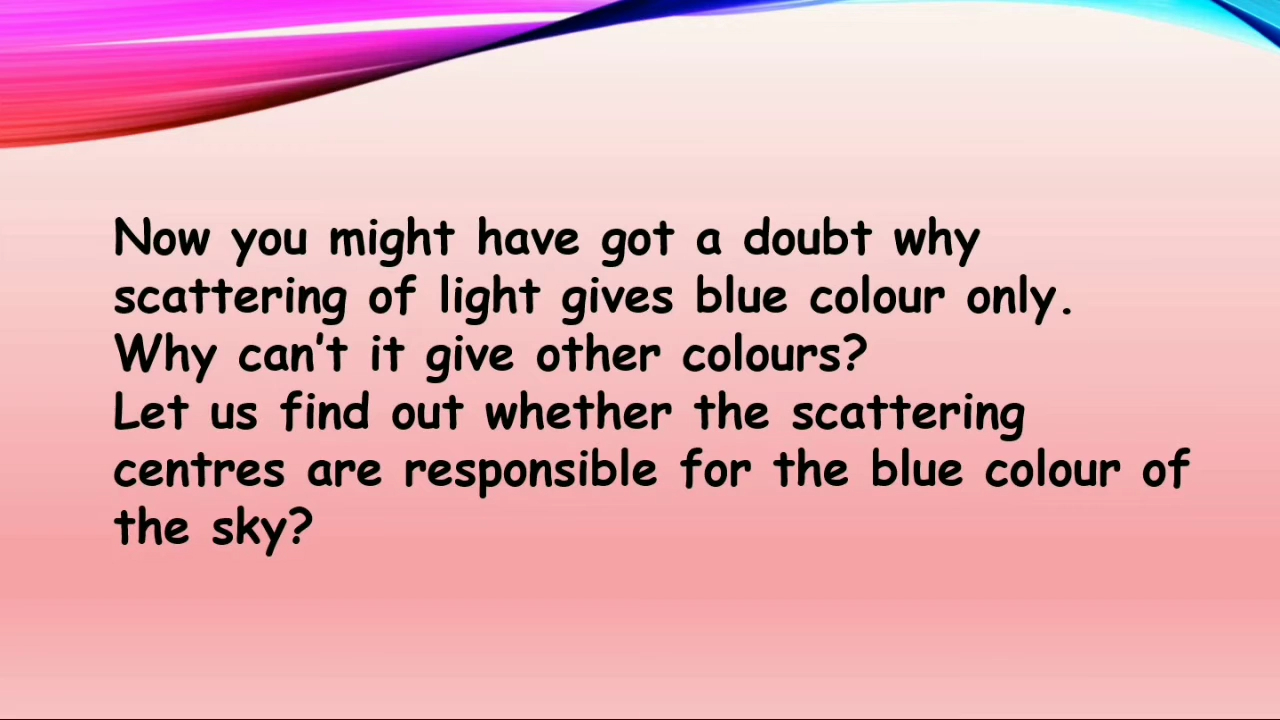 Now you might have got a doubt why
scattering of light gives blue colour only.
Why can't it give other colours?
Let us find out whether the scattering
centres are responsible for the blue colour of
the sky?